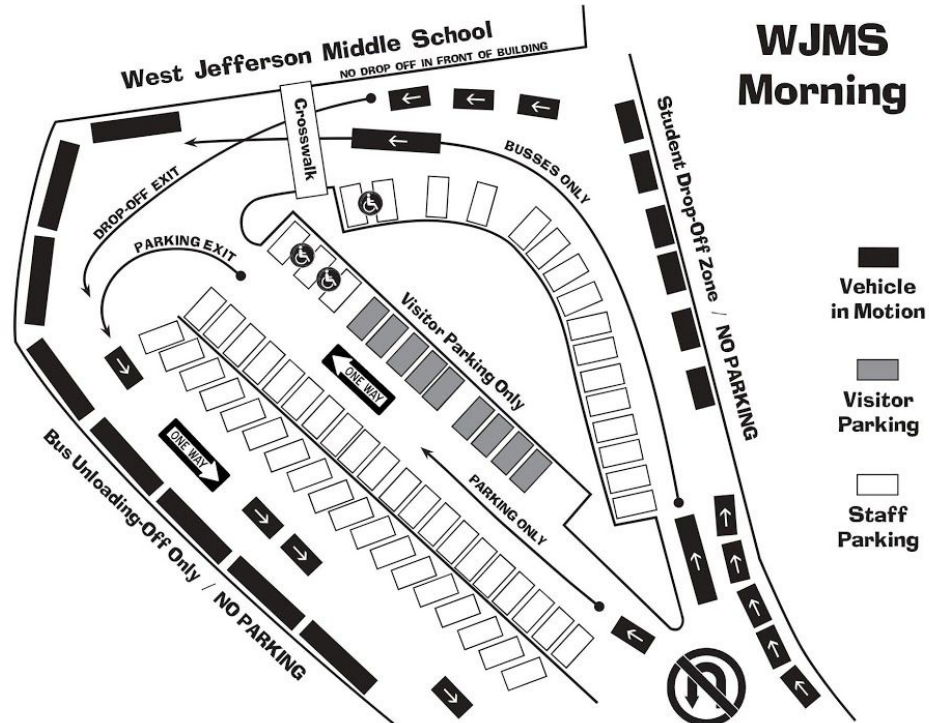 West Jefferson Middle School
NO DROP OFF IN FRONT OF BUILDING
WJMS
Morning
Crosswalk
BUSSES ONLY
Student Drop-Off Zone / NO PARKING
DROP-OFF EXIT
PARKING EXIT
Visitor Parking Only
ONE WAY
ONE WAY
PARKING ONLY
Bus Unloading-Off Only / NO PARKING
Vehicle
in Motion
Visitor
Parking
Staff
Parking